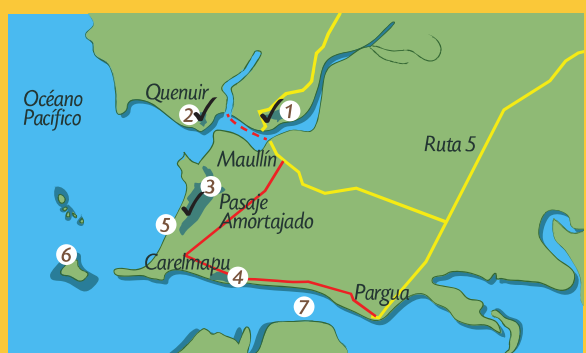 Quenuir
Océano
Pacífico
2
1
Ruta 5
Maullín
3
Pasaje
Amortajado
5
6
Carelmapu
4
Pargua
7